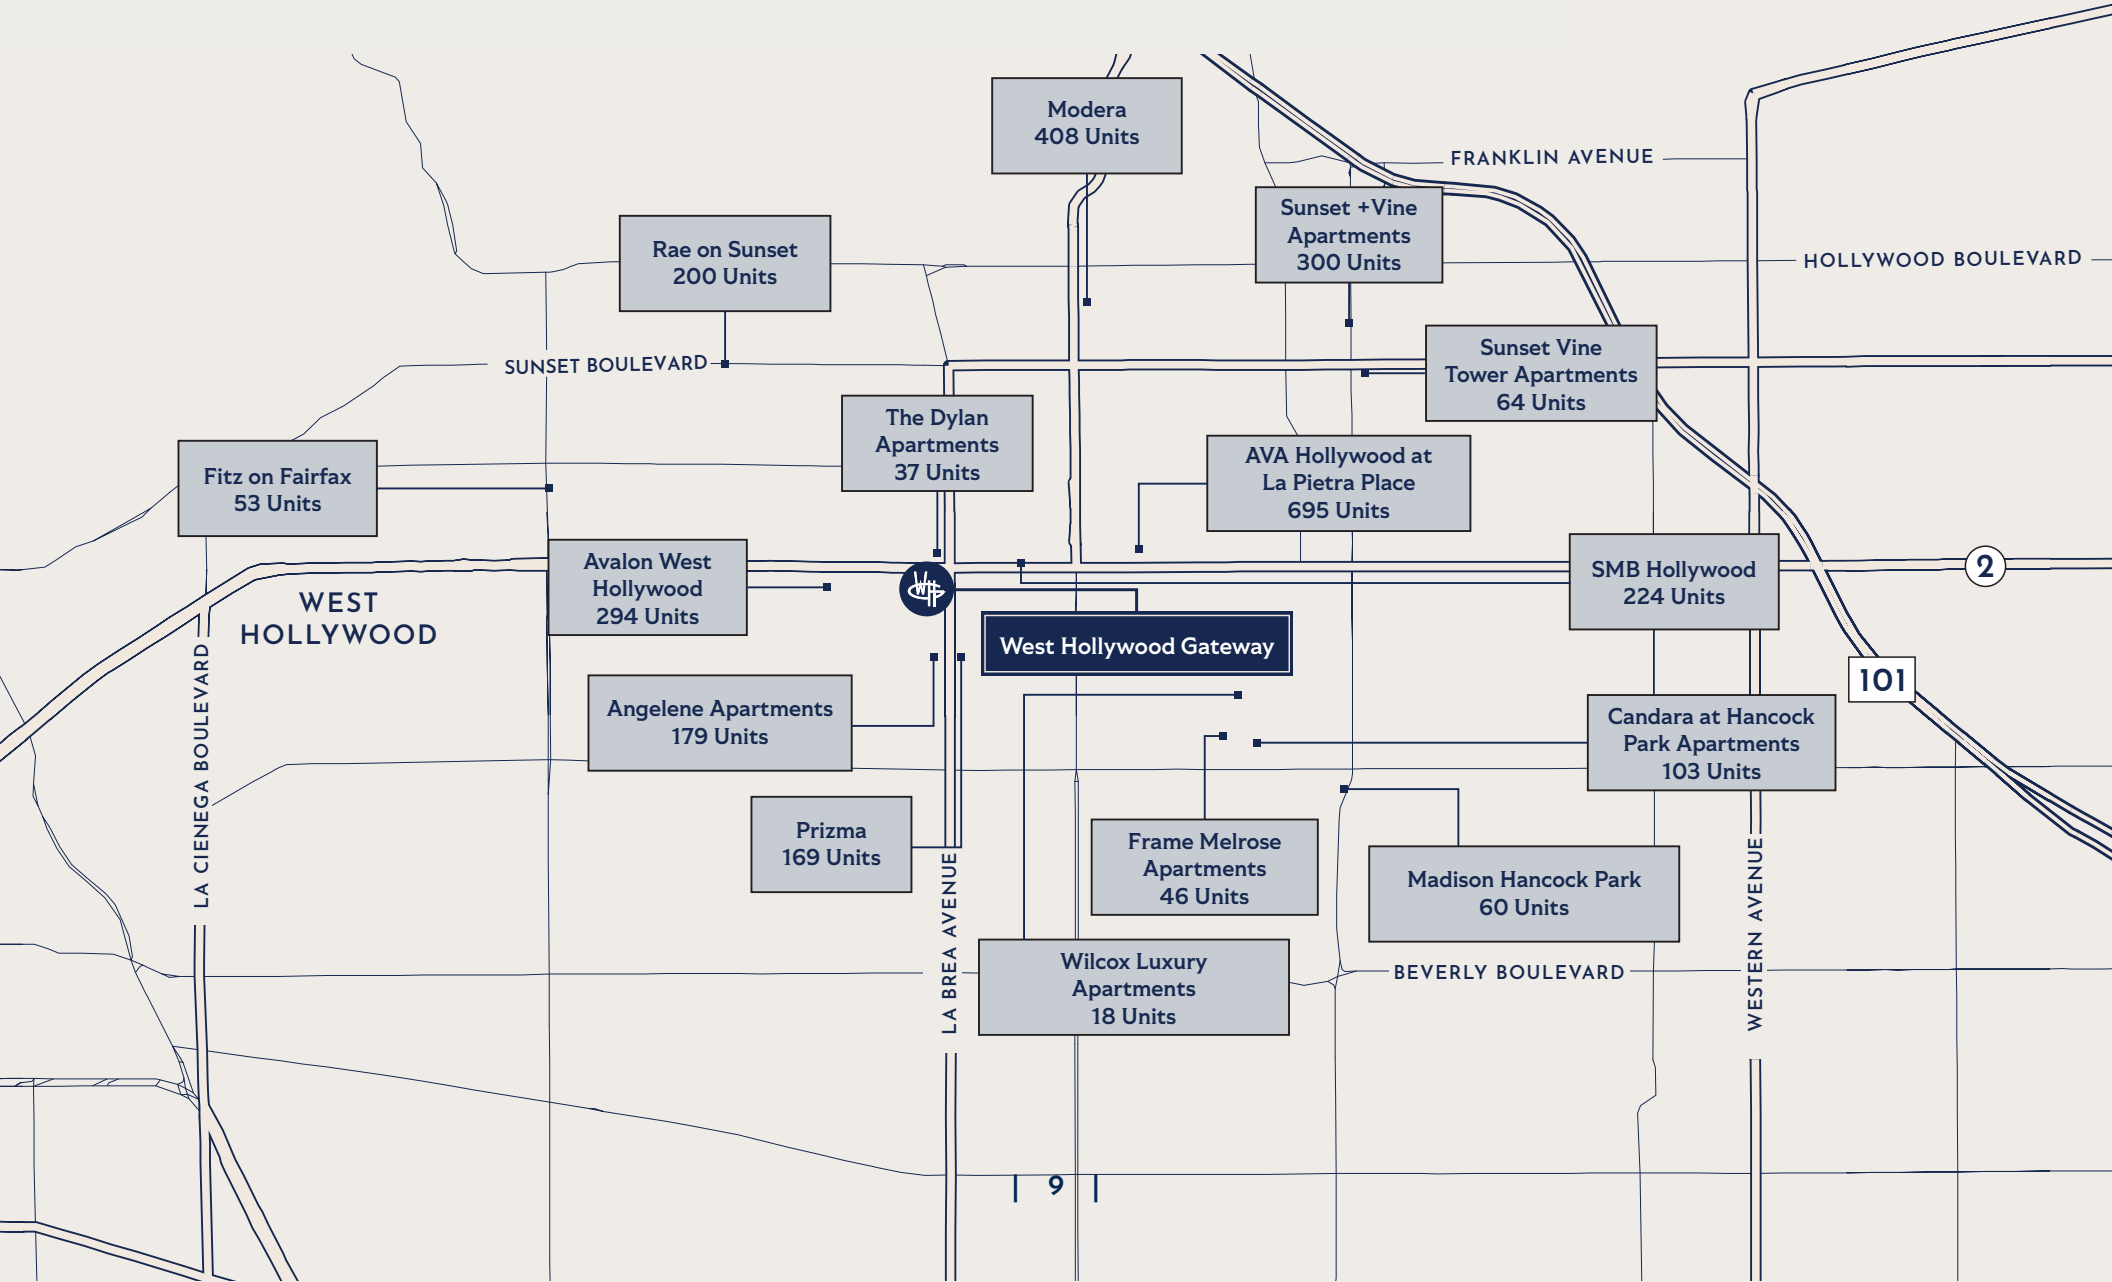 Modera
408 Units
FRANKLIN AVENUE
Sunset +Vine
Apartments
300 Units
Rae on Sunset
200 Units
HOLLYWOOD BOULEVARD
SUNSET BOULEVARD
Sunset Vine
Tower Apartments
64 Units
The Dylan
Apartments
37 Units
Fitz on Fairfax
53 Units
AVA Hollywood at
La Pietra Place
695 Units
Avalon West
Hollywood
294 Units
SMB Hollywood
224 Units
2
WEST
HOLLYWOOD
WH
West Hollywood Gateway
101
LA CIENEGA BOULEVARD
Angelene Apartments
179 Units
Candara at Hancock
Park Apartments
103 Units
Prizma
169 Units
Frame Melrose
Apartments
46 Units
Madison Hancock Park
60 Units
LA BREA AVENUE
WESTERN AVENUE
Wilcox Luxury
Apartments
18 Units
BEVERLY BOULEVARD
| 9 |